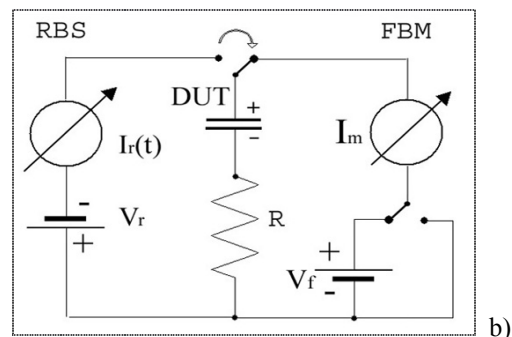 RBS FBM
DUT
+
-
Ir(t)
Im
-
Vr
+
R
+
Vf
-
b)